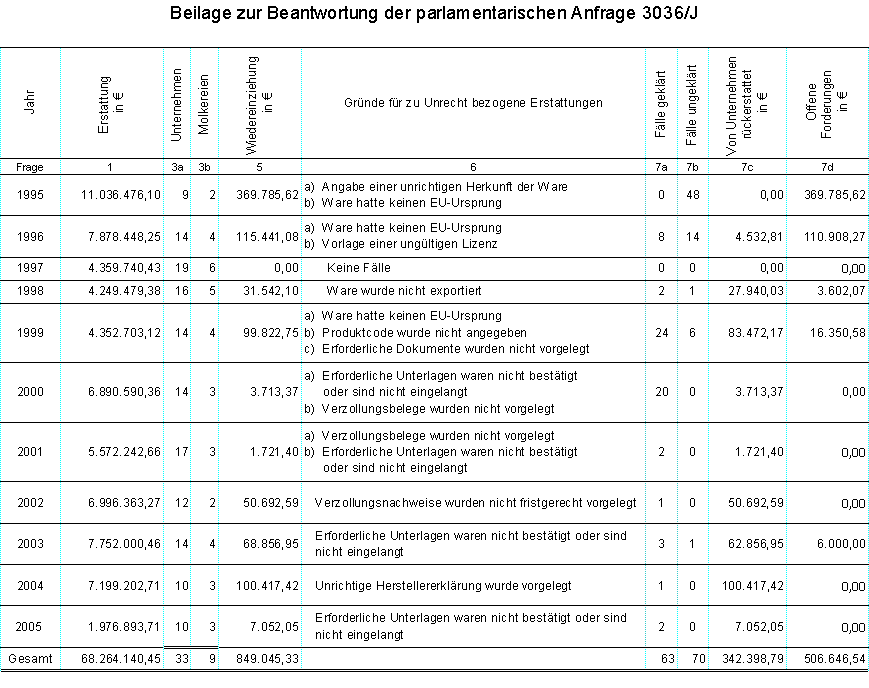 Beilage zur Beantwortung der parlamentarischen Anfrage 3036/J
Jahr Erstattung in € Unternehmen Molkereien Wiedereinziehung in € Gründe für zu Unrecht bezogene Erstattungen Fälle geklärt Fälle ungeklärt Von Unternehmen rückerstattet in € Offene Forderungen in €
Frage 1 3a 3b 5 6 7a 7b 7c 7d
1995 11.036.476,10 9 2 369.785,62 a) Angabe einer unrichtigen Herkunft der Ware
b) Ware hatte keinen EU-Ursprung 0 48 0,00 369.785,62
1996 7.878.448,25 14 4 115.441,08 a) Ware hatte keinen EU-Ursprung
b) Vorlage einer ungültigen Lizenz 8 14 4.532,81 110.908,27
1997 4.359.740,43 19 6 0,00 Keine Fälle 0 0 0,00 0,00
1998 4.249.479,38 16 5 31.542,10 Ware wurde nicht exportiert 2 1 27.940,03 3.602,07
a) Ware hatte keinen EU-Ursprung
1999 4.352.703,12 14 4 99.822,75 b) Produktcode wurde nicht angegeben 24 6 83.472,17 16.350,58
c) Erforderliche Dokumente wurden nicht vorgelegt
a) Erforderliche Unterlagen waren nicht bestätigt
2000 6.890.590,36 14 3 3.713,37 oder sind nicht eingelangt 20 0 3.713,37 0,00
b) Verzollungsbelege wurden nicht vorgelegt
a) Verzollungsbelege wurden nicht vorgelegt
2001 5.572.242,66 17 3 1.721,40 b) Erforderliche Unterlagen waren nicht bestätigt 2 0 1.721,40 0,00
oder sind nicht eingelangt
2002 6.996.363,27 12 2 50.692,59 Verzollungsnachweise wurden nicht fristgerecht vorgelegt 1 0 50.692,59 0,00
2003 7.752.000,46 14 4 68.856,95 Erforderliche Unterlagen waren nicht bestätigt oder sind
nicht eingelangt 3 1 62.856,95 6.000,00
2004 7.199.202,71 10 3 100.417,42 Unrichtige Herstellererklärung wurde vorgelegt 1 0 100.417,42 0,00
2005 1.976.893,71 10 3 7.052,05 Erforderliche Unterlagen waren nicht bestätigt oder sind
nicht eingelangt 2 0 7.052,05 0,00
Gesamt 68.264.140,45 33 9 849.045,33 63 70 342.398,79 506.646,54